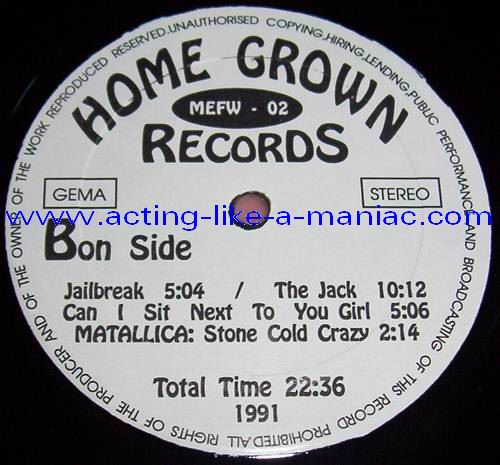 OF THE PRODUCER AND OF THE OWNER OF THE WORK REPRODUCED RESERVED.UNAUTHORISED COPYING,HIRING,LENDING,PUBLIC PERFORMANCE AND BROADCASTING OF THIS RECORD PROHIBITED ALL RIGHTS
HOME GROWN
MEFW - 02
RECORDS
GEMA
STEREO
www.acting-like-a-maniac.com
Bon Side
Jailbreak 5:04 / The Jack 10:12
Can I Sit Next To You Girl 5:06
MATALLICA: Stone Cold Crazy 2:14
Total Time 22:36
1991